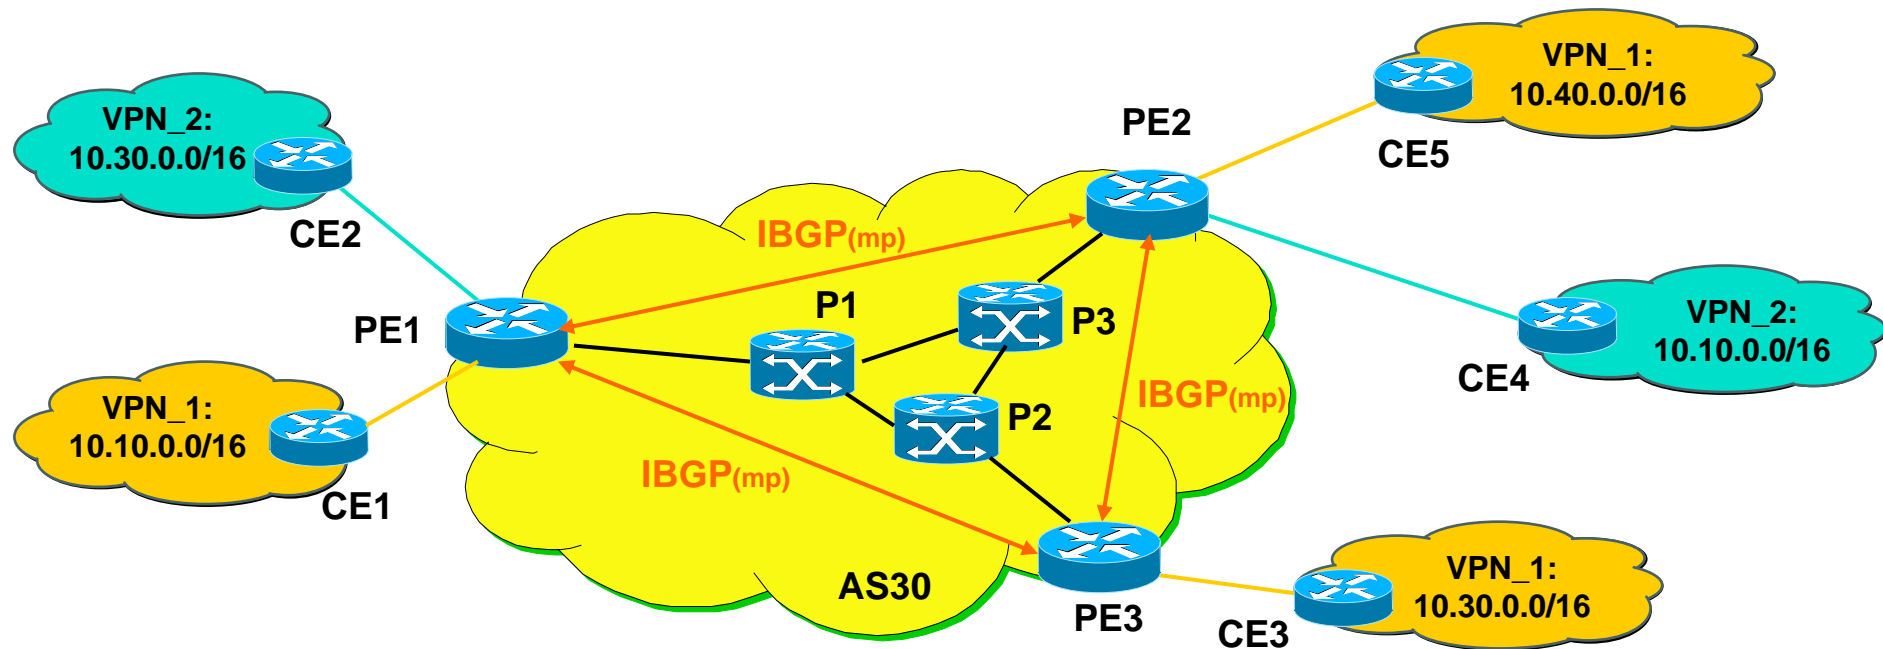 VPN_1:
10.40.0.0/16
PE2
CE5
VPN_2:
10.30.0.0/16
CE2
IBGP(mp)
P1
P3
PE1
VPN_2:
10.10.0.0/16
CE4
IBGP(mp)
VPN_1:
10.10.0.0/16
CE1
P2
IBGP(mp)
AS30
PE3
VPN_1:
10.30.0.0/16
CE3